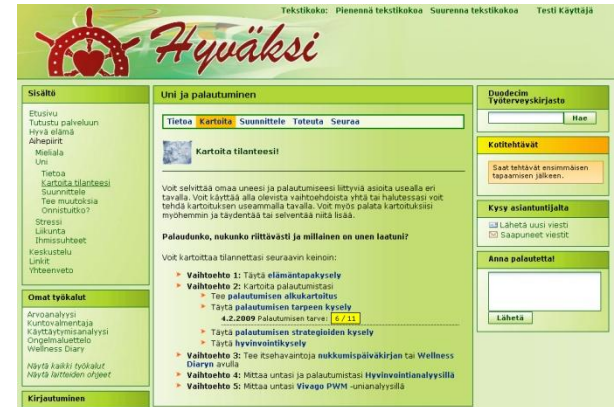 Tekstikoko: Pienennä tekstikokoa Suurenna tekstikokoa Testi Käyttäjä
Hyväksi
Sisältö
Etusivu
Tutustu palveluun
Hyvä elämä
Aihepiirit
Mieliala
Uni
Tietoa
Kartoita tilanteesi
Suunnittele
Tee muutoksia
Onnistuitko?
Stressi
Liikunta
Ihmissuhteet
Keskustelu
Linkit
Yhteenveto
Omat työkalut
Arvoanalyysi
Kuntovalmentaja
Käyttäytymisanalyysi
Ongelmaluettelo
Wellness Diary
Näytä kaikki työkalut
Näytä laitteiden ohjeet
Kirjautuminen
Uni ja palautuminen
Tietoa Kartoita Suunnittele Toteuta Seuraa
Kartoita tilanteesi!
Voit selvittää omaa uneesi ja palautumiseesi liittyviä asioita usealla eri
tavalla. Voit käyttää alla olevista vaihtoehdoista yhtä tai halutessasi voit
tehdä kartoituksen useammalla tavalla. Voit myös palata kartoituksiisi
myöhemmin ja täydentää tai selventää niitä lisää.
Palaudunko, nukunko riittävästi ja millainen on unen laatuni?
Voit kartoittaa tilannettasi seuraavin keinoin:
Vaihtoehto 1: Täytä elämäntapakysely
Vaihtoehto 2: Kartoita palautumistasi
Tee palautumisen alkukartoitus
Täytä palautumisen tarpeen kysely
4.2.2009 Palautumisen tarve: 6 / 11
Täytä palautumisen strategioiden kysely
Täytä hyvinvointikysely
Vaihtoehto 3: Tee itsehavaintoja nukkumispäiväkirjan tai Wellness
Diaryn avulla
Vaihtoehto 4: Mittaa untasi ja palautumistasi Hyvinvointianalyysillä
Vaihtoehto 5: Mittaa untasi Vivago PWM -unianalyysillä
Duodecim
Työterveyskirjasto
Hae
Kotitehtävät
Saat tehtävät ensimmäisen
tapaamisen jälkeen.
Kysy asiantuntijalta
Lähetä uusi viesti
Saapuneet viestit
Anna palautetta!
Lähetä